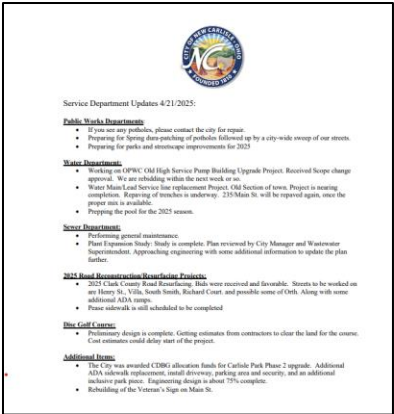 CITY OF NEW CARLISLE, OHIO
NC
FOUNDED 1810
Service Department Updates 4/21/2025:
Public Works Departments:
• If you see any potholes, please contact the city for repair.
• Preparing for Spring dura-patching of potholes followed up by a city-wide sweep of our streets.
• Preparing for parks and streetscape improvements for 2025
Water Department:
• Working on OPWC Old High Service Pump Building Upgrade Project. Received Scope change
approval. We are rebidding within the next week or so.
• Water Main/Lead Service line replacement Project. Old Section of town. Project is nearing
completion. Repaving of trenches is underway. 235/Main St. will be repaved again, once the
proper mix is available.
• Prepping the pool for the 2025 season.
Sewer Department:
• Performing general maintenance.
• Plant Expansion Study: Study is complete. Plan reviewed by City Manager and Wastewater
Superintendent. Approaching engineering with some additional information to update the plan
further.
2025 Road Reconstruction/Resurfacing Projects:
• 2025 Clark County Road Resurfacing. Bids were received and favorable. Streets to be worked on
are Henry St., Villa, South Smith, Richard Court. and possible some of Orth. Along with some
additional ADA ramps.
• Pease sidewalk is still scheduled to be completed
Disc Golf Course:
• Preliminary design is complete. Getting estimates from contractors to clear the land for the course.
Cost estimates could delay start of the project.
Additional Items:
• The City was awarded CDBG allocation funds for Carlisle Park Phase 2 upgrade. Additional
ADA sidewalk replacement, install driveway, parking area and security, and an additional
inclusive park piece. Engineering design is about 75% complete.
• Rebuilding of the Veteran's Sign on Main St.